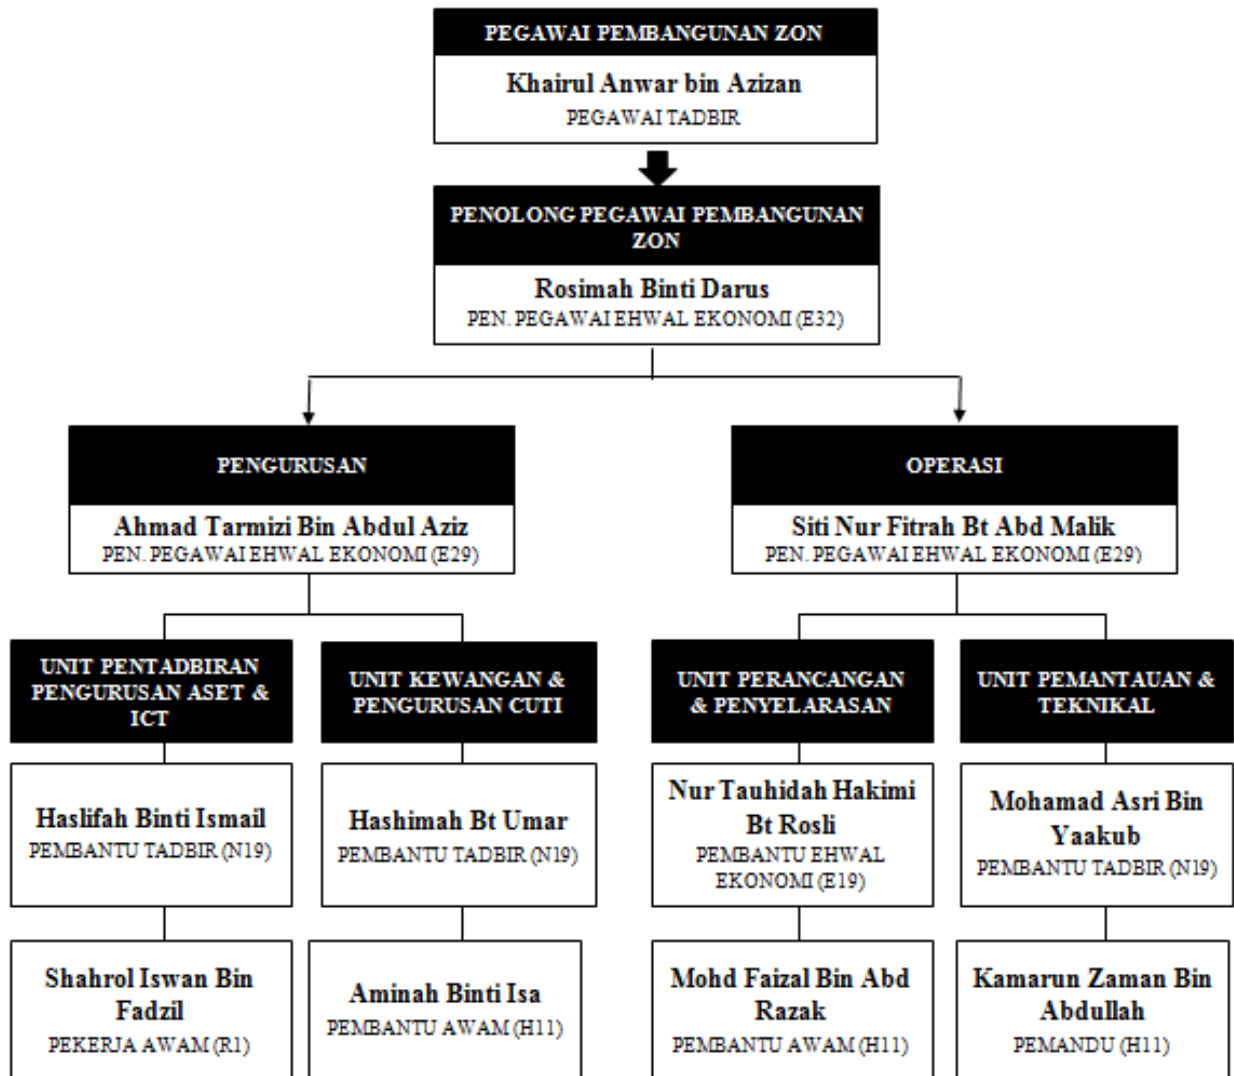 PEGAWAI PEMBANGUNAN ZON
Khairul Anwar bin Azizan
PEGAWAI TADBIR
PENOLONG PEGAWAI PEMBANGUNAN
ZON
Rosimah Binti Darus
PEN. PEGAWAI EHWAL EKONOMI (E32)
PENGURUSAN
Ahmad Tarmizi Bin Abdul Aziz
PEN. PEGAWAI EHWAL EKONOMI (E29)
OPERASI
Siti Nur Fitrah Bt Abd Malik
PEN. PEGAWAI EHWAL EKONOMI (E29)
UNIT PENTADBIRAN
PENGURUSAN ASET &
ICT
Haslifah Binti Ismail
PEMBANTU TADBIR (N19)
Shahrol Iswan Bin
Fadzil
PEKERJA AWAM (R1)
UNIT KEWANGAN &
PENGURUSAN CUTI
Hashimah Bt Umar
PEMBANTU TADBIR (N19)
Aminah Binti Isa
PEMBANTU AWAM (H11)
UNIT PERANCANGAN
& PENYELARASAN
Nur Tauhidah Hakimi
Bt Rosli
PEMBANTU EHWAL
EKONOMI (E19)
Mohd Faizal Bin Abd
Razak
PEMBANTU AWAM (H11)
UNIT PEMANTAUAN &
TEKNIKAL
Mohamad Asri Bin
Yaakub
PEMBANTU TADBIR (N19)
Kamarun Zaman Bin
Abdullah
PEMANDU (H11)